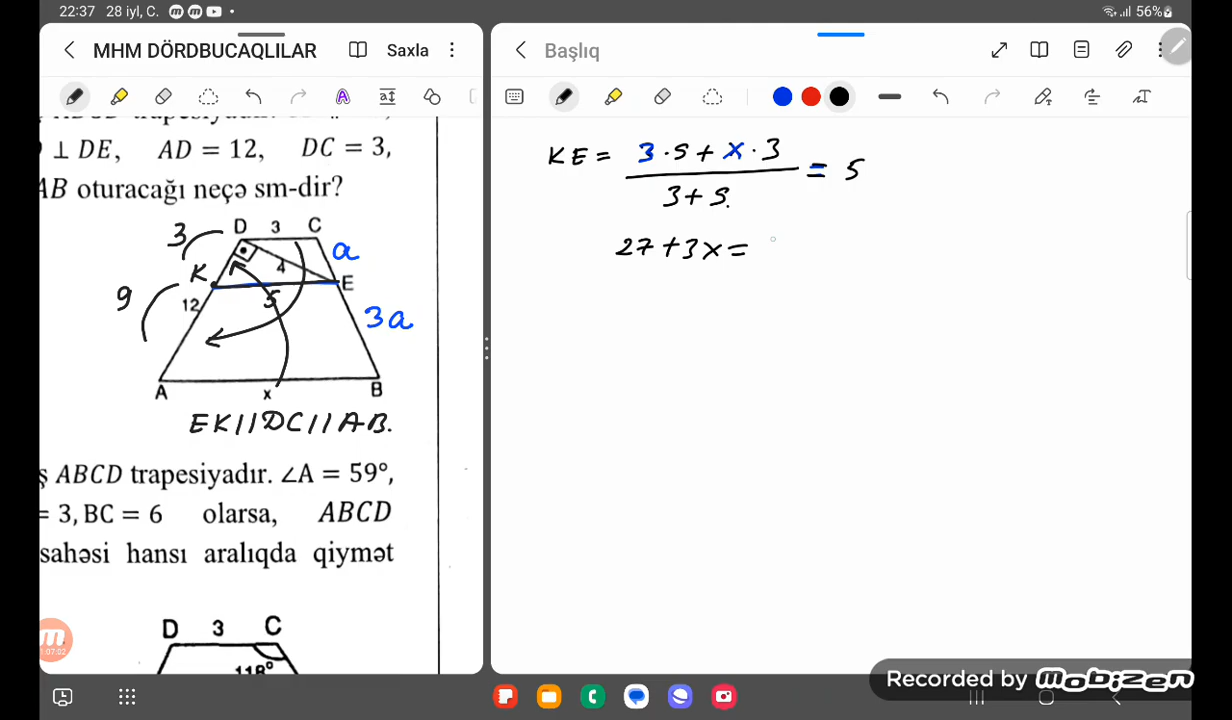 22:37 28 iyl, C. 56%
MHM DÖRDBUCAQLILAR Saxla
⊥ DE, AD = 12, DC = 3,
AB oturacağı neçə sm-dir?
D 3 C
3
a
4
K
E
9
12
5
3a
A x B
EK//DC//AB.
ş ABCD trapesiyadır. ∠A = 59°,
= 3, BC = 6 olarsa, ABCD
sahəsi hansı aralıqda qiymət
D 3 C
118°
07:02
Başlıq
KE = 3·5+x·3 / 3+5. = 5
27+3x=
Recorded by mobizen